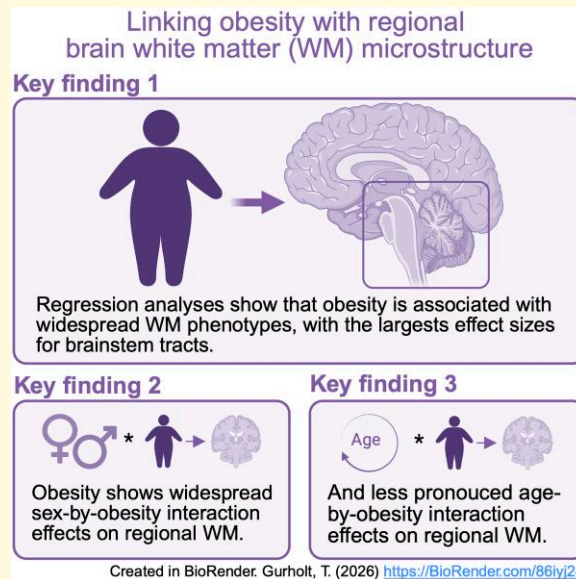 Linking obesity with regional
brain white matter (WM) microstructure
Key finding 1
Regression analyses show that obesity is associated with
widespread WM phenotypes, with the largests effect sizes
for brainstem tracts.
Key finding 2
*
Obesity shows widespread
sex-by-obesity interaction
effects on regional WM.
Key finding 3
Age *
And less pronouced age-
by-obesity interaction
effects on regional WM.
Created in BioRender. Gurholt, T. (2026) https://BioRender.com/86iyj24